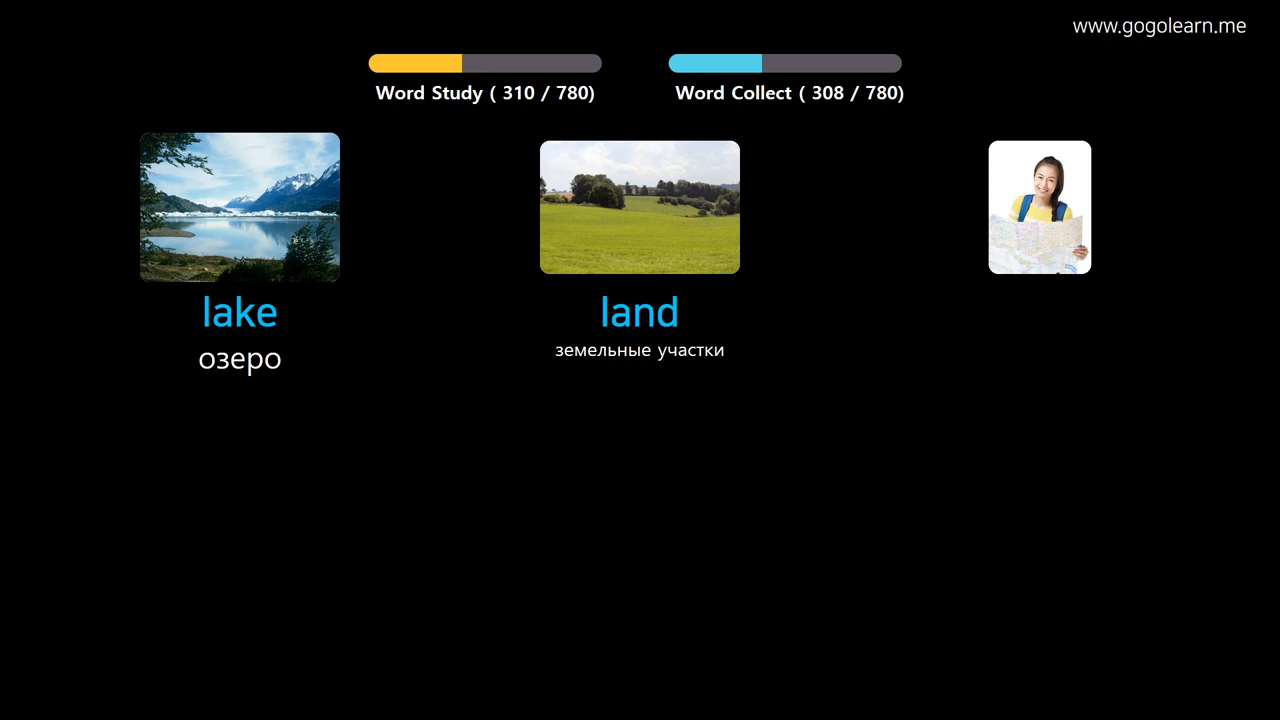 www.gogolearn.me
Word Study ( 310 / 780)
Word Collect ( 308 / 780)
lake
озеро
land
земельные участки